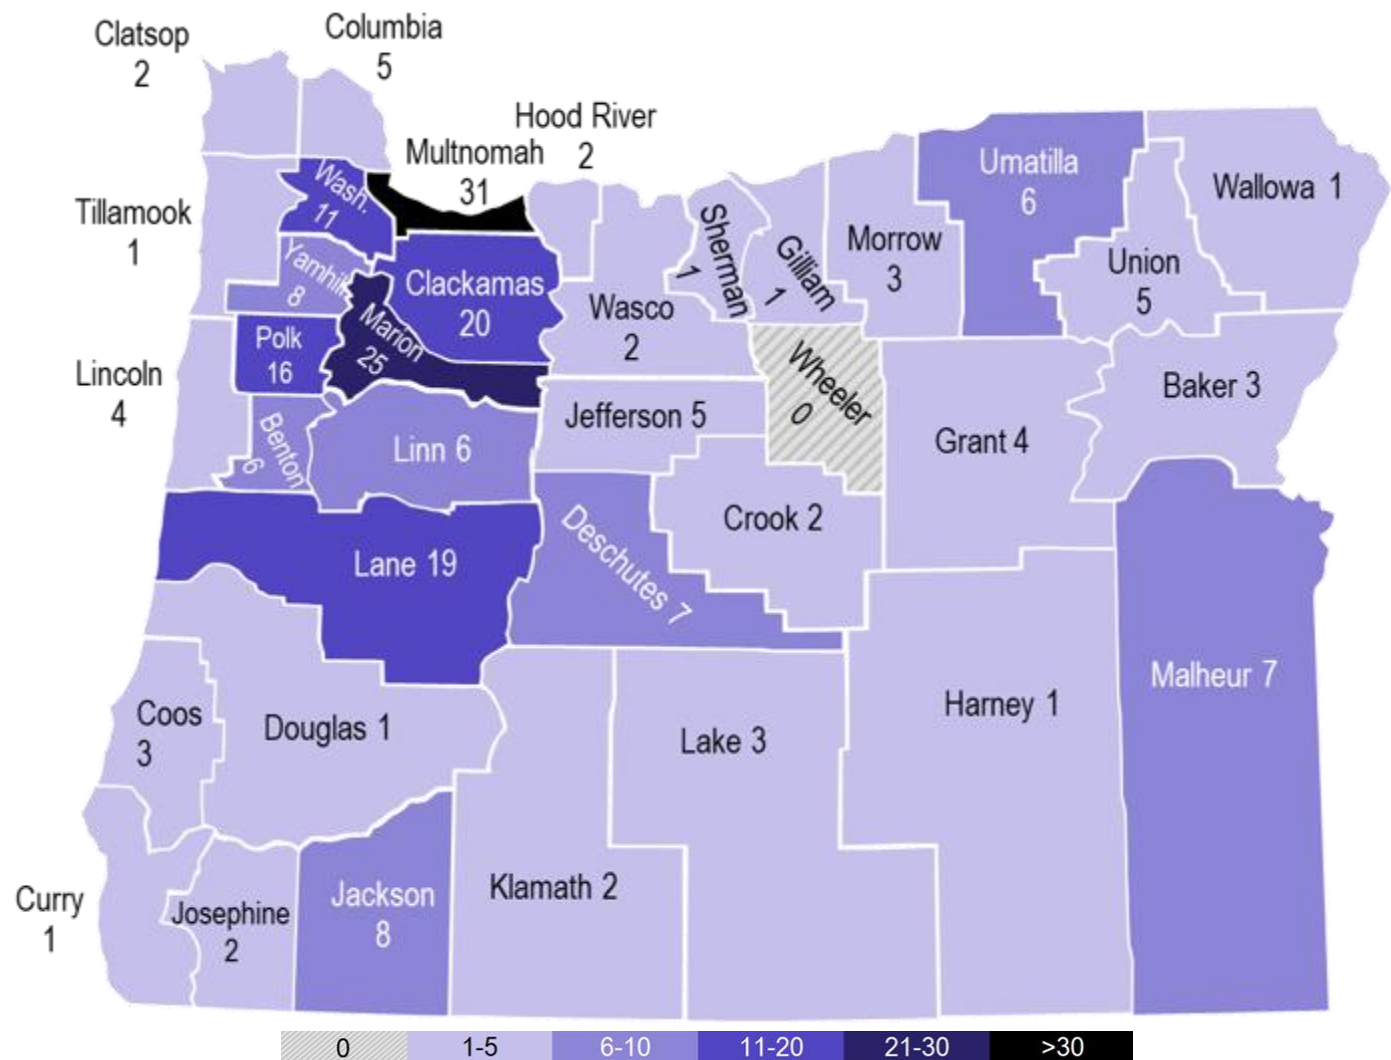 Clatsop
2
Columbia
5
Hood River
2
Multnomah
31
Wash.
11
Tillamook
1
Yamhill
8
Clackamas
20
Marion
25
Polk
16
Lincoln
4
Benton
6
Linn 6
Wasco
2
Sherman
1
Gilliam
1
Morrow
3
Umatilla
6
Union
5
Wallowa 1
Wheeler
0
Jefferson 5
Grant 4
Baker 3
Crook 2
Deschutes 7
Lane 19
Malheur 7
Harney 1
Lake 3
Coos
3
Douglas 1
Klamath 2
Curry
1
Josephine
2
Jackson
8
0
1-5
6-10
11-20
21-30
>30